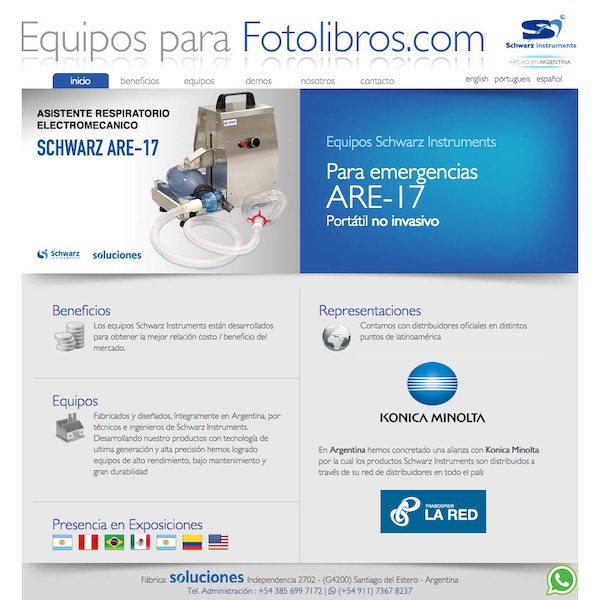 Equipos para Fotolibros.com
Schwarz instruments
HECHO EN ARGENTINA
inicio beneficios equipos demos nosotros contacto
english portugueis español
ASISTENTE RESPIRATORIO
ELECTROMECANICO
SCHWARZ ARE-17
Schwarz
instruments
soluciones
Equipos Schwarz Instruments
Para emergencias
ARE-17
Portátil no invasivo
Beneficios
Los equipos Schwarz Instruments están desarrollados
para obtener la mejor relación costo / beneficio del
mercado.
Equipos
Fabricados y diseñados, íntegramente en Argentina, por
técnicos e ingenieros de Schwarz Instruments.
Desarrollando nuestro productos con tecnología de
ultima generación y alta precisión hemos logrado
equipos de alto rendimiento, bajo mantenimiento y
gran durabilidad
Presencia en Exposiciones
Representaciones
Contamos con distribuidores oficiales en distintos
puntos de latinoamérica
KONICA MINOLTA
En Argentina hemos concretado una alianza con Konica Minolta
por la cual los productos Schwarz Instruments son distribuidos a
través de su red de distribuidores en todo el país
TRASCOPIER
LA RED
Fábrica: soluciones Independencia 2702 - (G4200) Santiago del Estero - Argentina
Tel. Administración : +54 385 699 7172 | (+54 911) 7367 8237